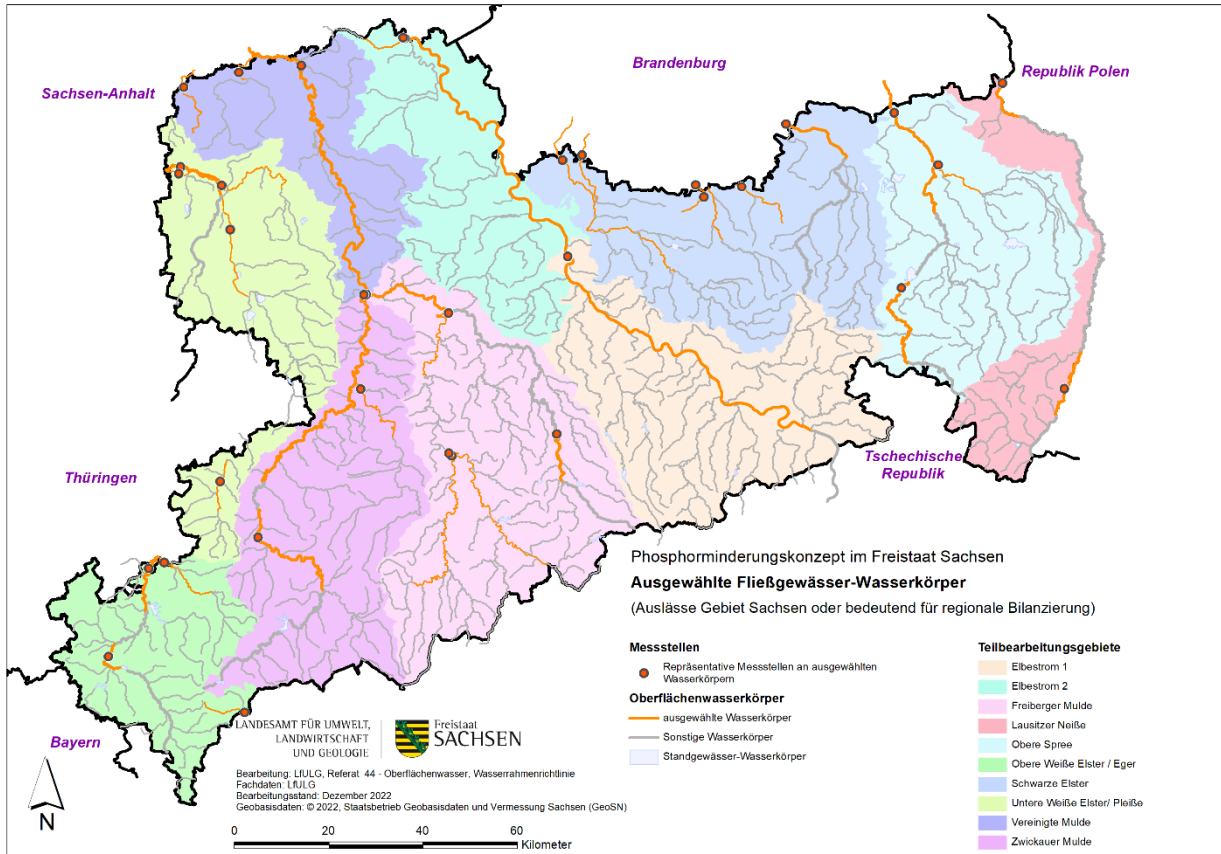 Brandenburg
Republik Polen
Sachsen-Anhalt
Thüringen
Tschechische
Republik
Bayern
Phosphorminderungskonzept im Freistaat Sachsen
Ausgewählte Fließgewässer-Wasserkörper
(Auslässe Gebiet Sachsen oder bedeutend für regionale Bilanzierung)
Messstellen
Repräsentative Messstellen an ausgewählten
Wasserkörpern
Oberflächenwasserkörper
ausgewählte Wasserkörper
Sonstige Wasserkörper
Standgewässer-Wasserkörper
Teilbearbeitungsgebiete
Elbestrom 1
Elbestrom 2
Freiberger Mulde
Lausitzer Neiße
Obere Spree
Obere Weiße Elster / Eger
Schwarze Elster
Untere Weiße Elster/ Pleiße
Vereinigte Mulde
Zwickauer Mulde
LANDESAMT FÜR UMWELT,
LANDWIRTSCHAFT
UND GEOLOGIE
Freistaat
SACHSEN
Bearbeitung: LfULG, Referat 44 - Oberflächenwasser, Wasserrahmenrichtlinie
Fachdaten: LfULG
Bearbeitungsstand: Dezember 2022
Geobasisdaten: © 2022, Staatsbetrieb Geobasisdaten und Vermessung Sachsen (GeoSN)
N
0 20 40 60
Kilometer